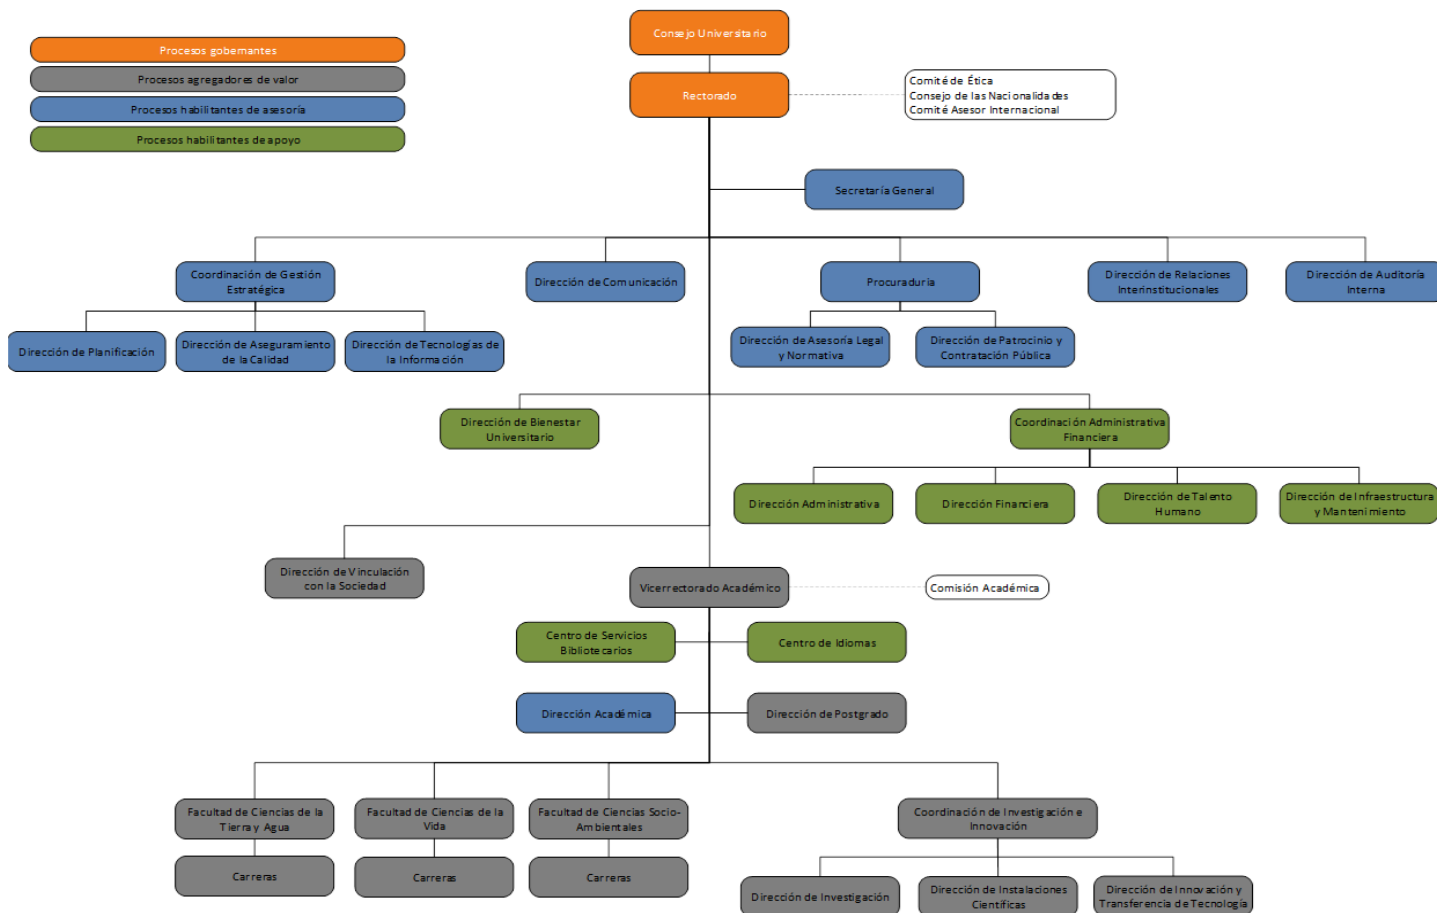 Consejo Universitario
Procesos gobernantes
Procesos agregadores de valor
Procesos habilitantes de asesoría
Procesos habilitantes de apoyo
Rectorado
Comité de Ética
Consejo de las Nacionalidades
Comité Asesor Internacional
Secretaría General
Coordinación de Gestión
Estratégica
Dirección de Comunicación
Procuraduria
Dirección de Relaciones
Interinstitucionales
Dirección de Auditoría
Interna
Dirección de Planificación
Dirección de Aseguramiento
de la Calidad
Dirección de Tecnologías de
la Información
Dirección de Asesoría Legal
y Normativa
Dirección de Patrocinio y
Contratación Pública
Dirección de Bienestar
Universitario
Coordinación Administrativa
Financiera
Dirección Administrativa
Dirección Financiera
Dirección de Talento
Humano
Dirección de Infraestructura
y Mantenimiento
Dirección de Vinculación
con la Sociedad
Vicerrectorado Académico
Comisión Académica
Centro de Servicios
Bibliotecarios
Centro de Idiomas
Dirección Académica
Dirección de Postgrado
Facultad de Ciencias de la
Tierra y Agua
Facultad de Ciencias de la
Vida
Facultad de Ciencias Socio-
Ambientales
Coordinación de Investigación e
Innovación
Carreras
Carreras
Carreras
Dirección de Investigación
Dirección de Instalaciones
Científicas
Dirección de Innovación y
Transferencia de Tecnología